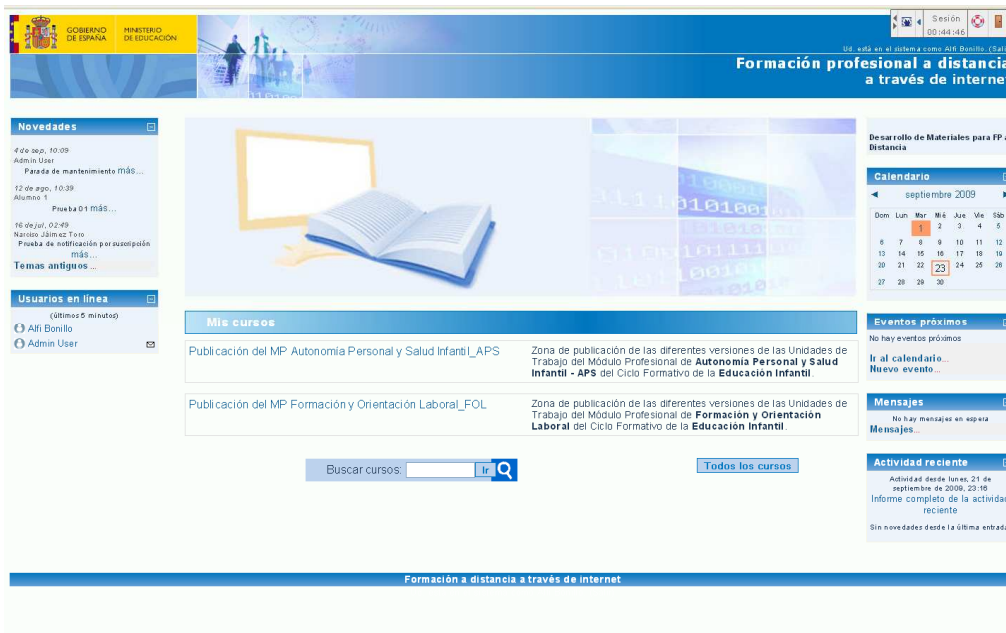 GOBIERNO
DE ESPAÑA
MINISTERIO
DE EDUCACIÓN
Sesión
00:44:46
Ud. está en el sistema como Alfi Bonillo. (Sali
Formación profesional a distancia
a través de internet
Novedades
4 de sep, 10:09
Admin User
Parada de mantenimiento más...
12 de ago, 10:39
Alumno 1
Prueba 01 más...
16 de jul, 02:49
Narciso Jáimez Toro
Prueba de notificación por suscripción
más...
Temas antiguos ...
Usuarios en línea
(últimos 5 minutos)
Alfi Bonillo
Admin User
Mis cursos
Publicación del MP Autonomía Personal y Salud Infantil_APS
Zona de publicación de las diferentes versiones de las Unidades de
Trabajo del Módulo Profesional de Autonomía Personal y Salud
Infantil - APS del Ciclo Formativo de la Educación Infantil.
Publicación del MP Formación y Orientación Laboral_FOL
Zona de publicación de las diferentes versiones de las Unidades de
Trabajo del Módulo Profesional de Formación y Orientación
Laboral del Ciclo Formativo de la Educación Infantil.
Buscar cursos:
Ir
Todos los cursos
Desarrollo de Materiales para FP a
Distancia
Calendario
septiembre 2009
Dom Lun Mar Mié Jue Vie Sáb
1 2 3 4 5
6 7 8 9 10 11 12
13 14 15 16 17 18 19
20 21 22 23 24 25 26
27 28 29 30
Eventos próximos
No hay eventos próximos
Ir al calendario...
Nuevo evento...
Mensajes
No hay mensajes en espera
Mensajes...
Actividad reciente
Actividad desde lunes, 21 de
septiembre de 2009, 23:16
Informe completo de la actividad
reciente
Sin novedades desde la última entrada
Formación a distancia a través de internet